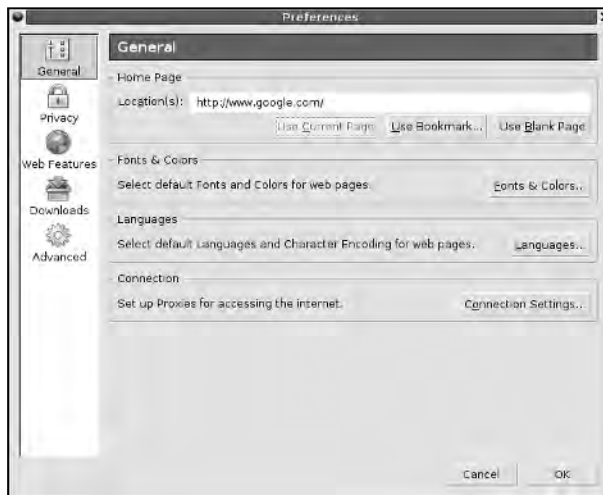 Preferences
General
General
Home Page
Location(s): http://www.google.com/
Use Current Page Use Bookmark... Use Blank Page
Privacy
Web Features
Fonts & Colors
Select default Fonts and Colors for web pages. Fonts & Colors...
Downloads
Languages
Select default Languages and Character Encoding for web pages. Languages...
Advanced
Connection
Set up Proxies for accessing the internet. Connection Settings...
Cancel OK